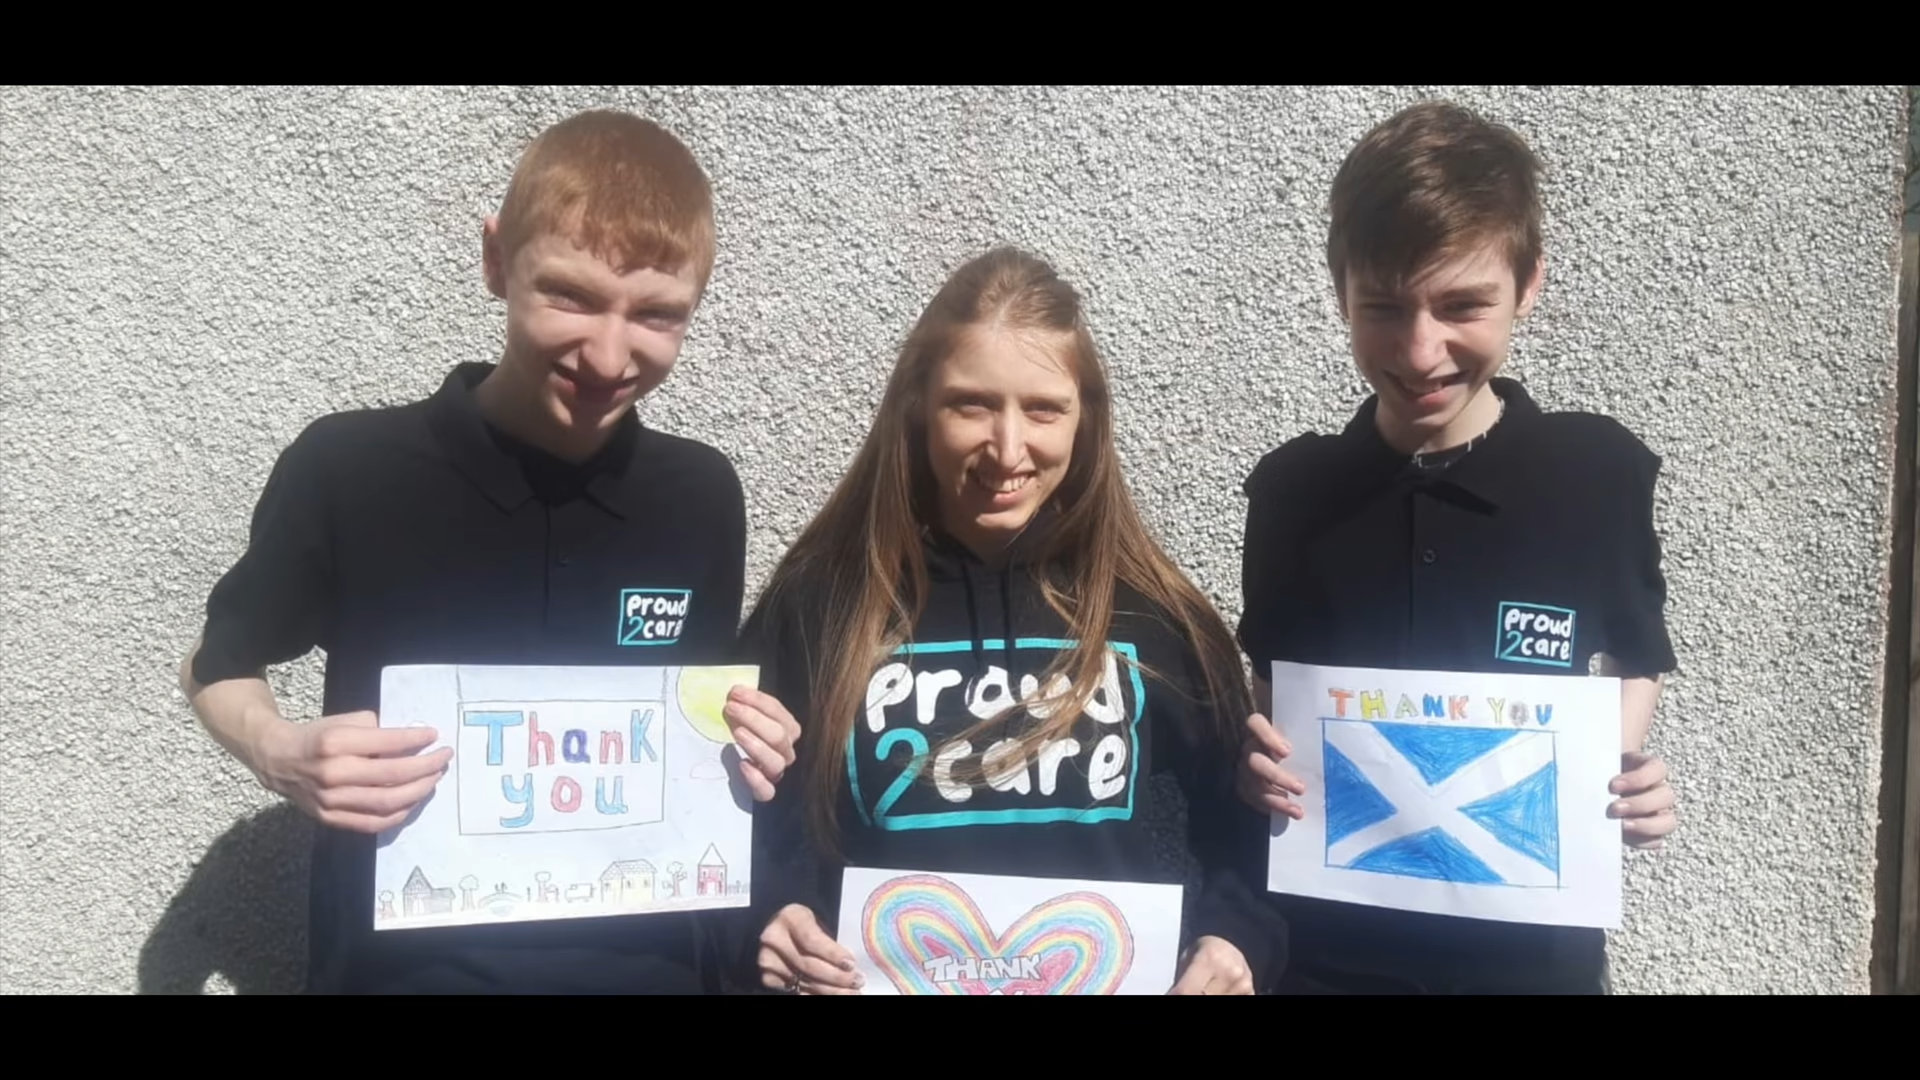 proud
2care
Thank
you
proud
2care
THANK
proud
2care
THANK YOU